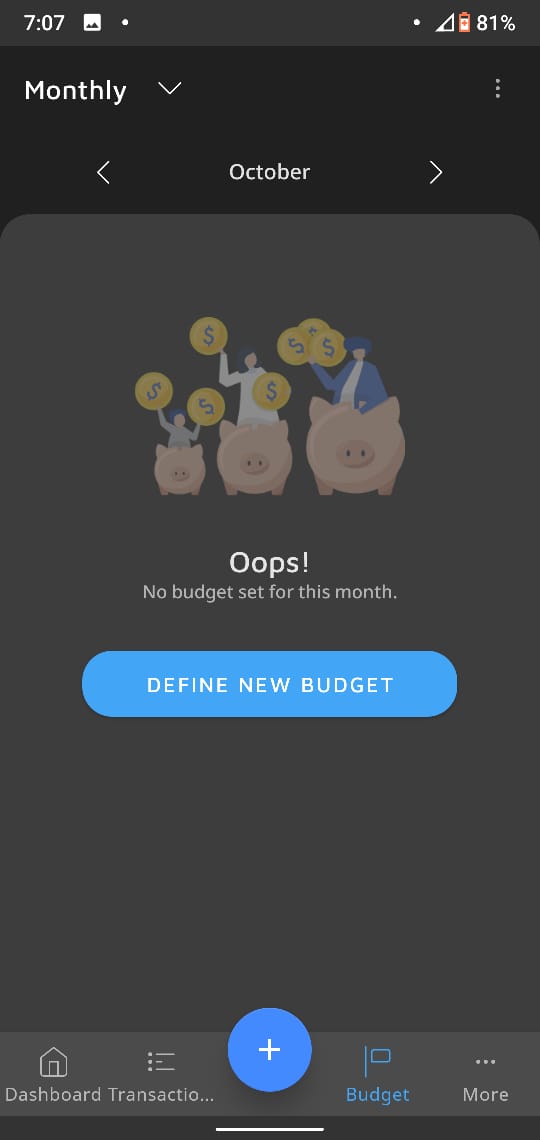 7:07 81%
Monthly
October
Oops!
No budget set for this month.
DEFINE NEW BUDGET
Dashboard Transactio... Budget More